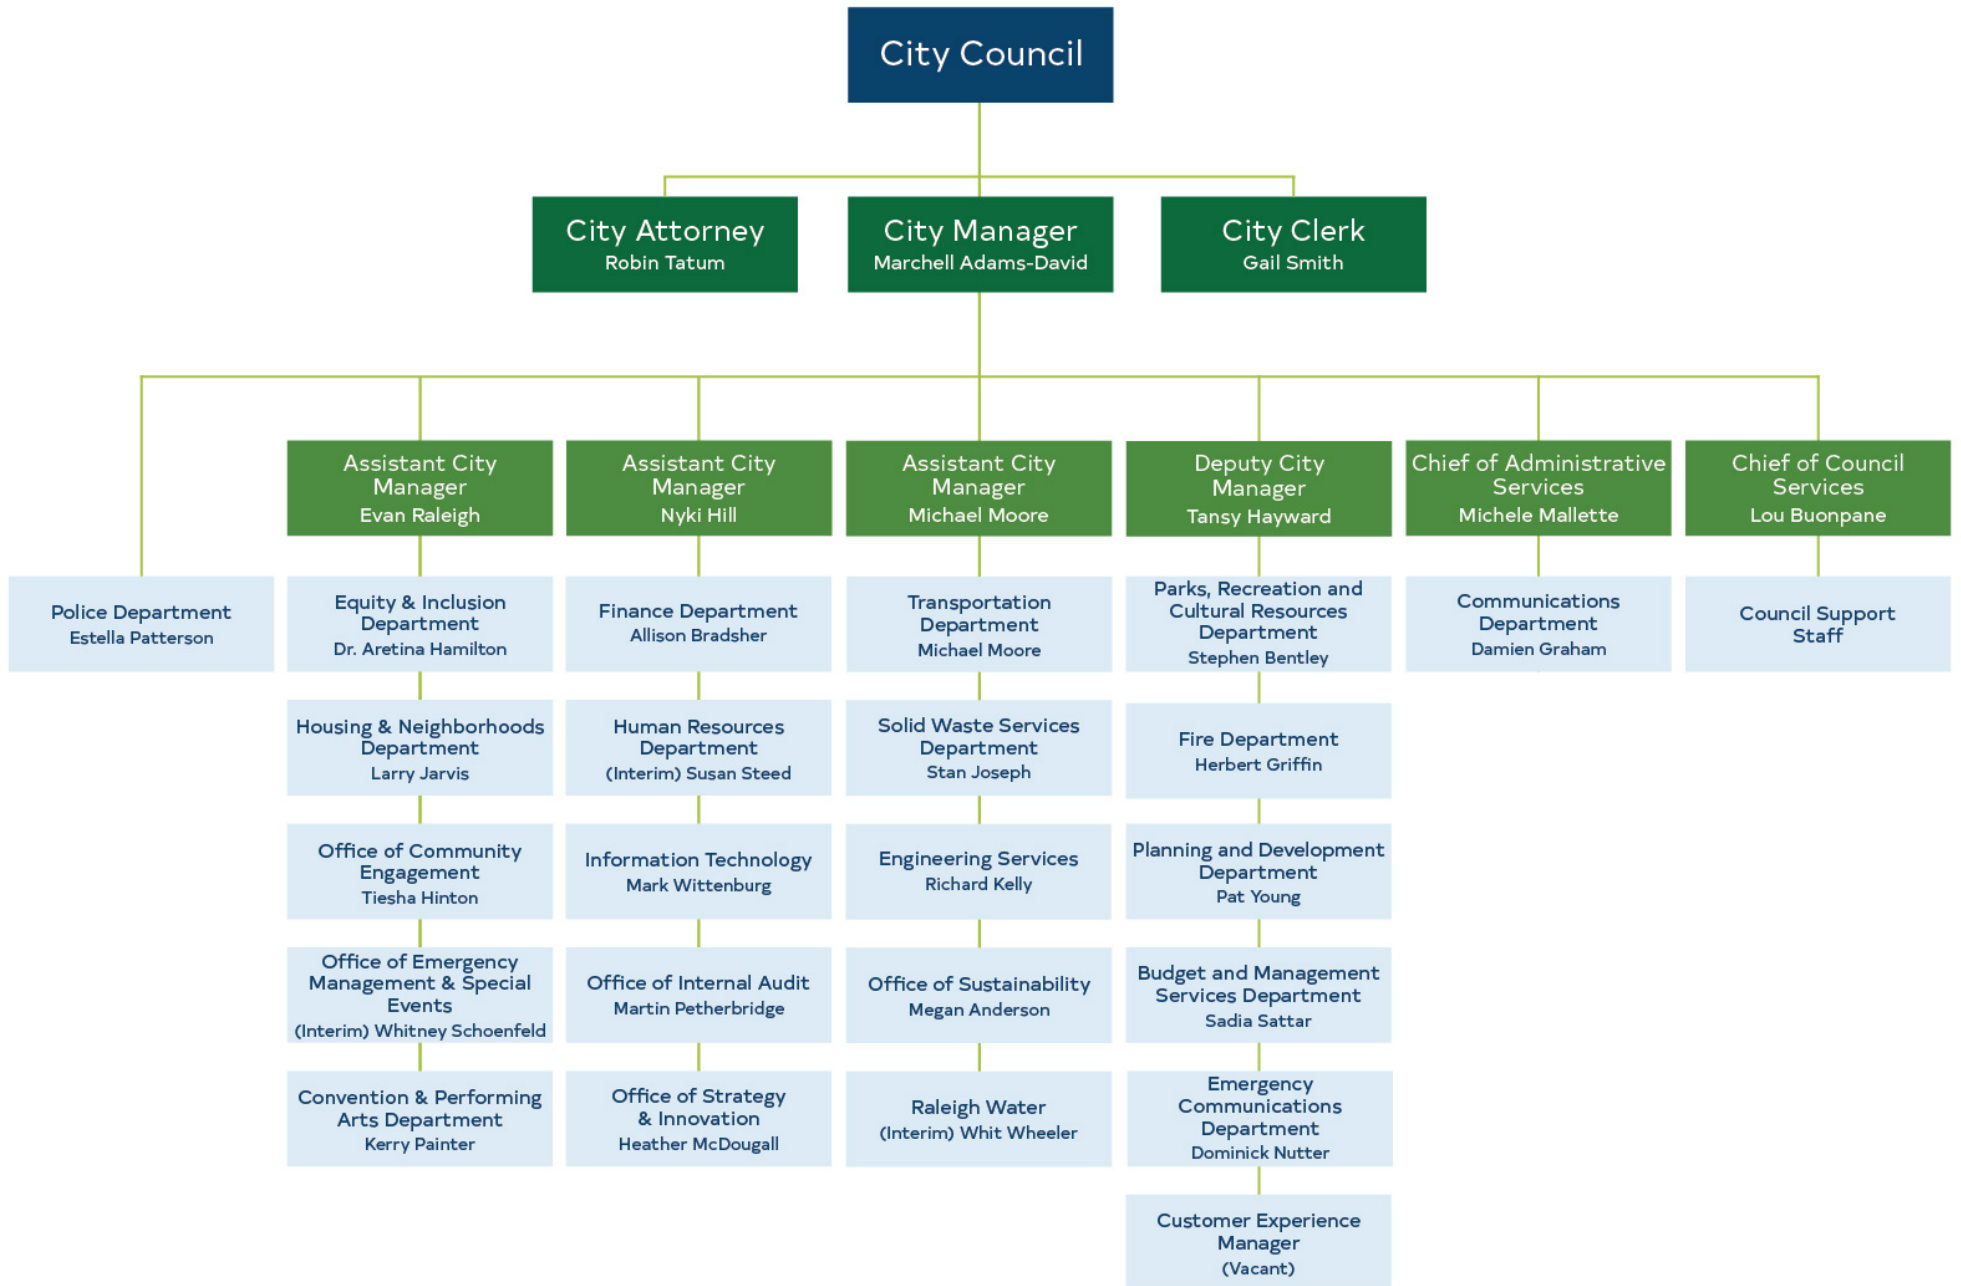 City Council
City Attorney
Robin Tatum
City Manager
Marchell Adams-David
City Clerk
Gail Smith
Police Department
Estella Patterson
Assistant City
Manager
Evan Raleigh
Equity & Inclusion
Department
Dr. Aretina Hamilton
Housing & Neighborhoods
Department
Larry Jarvis
Office of Community
Engagement
Tiesha Hinton
Office of Emergency
Management & Special
Events
(Interim) Whitney Schoenfeld
Convention & Performing
Arts Department
Kerry Painter
Assistant City
Manager
Nyki Hill
Finance Department
Allison Bradsher
Human Resources
Department
(Interim) Susan Steed
Information Technology
Mark Wittenburg
Office of Internal Audit
Martin Petherbridge
Office of Strategy
& Innovation
Heather McDougall
Assistant City
Manager
Michael Moore
Transportation
Department
Michael Moore
Solid Waste Services
Department
Stan Joseph
Engineering Services
Richard Kelly
Office of Sustainability
Megan Anderson
Raleigh Water
(Interim) Whit Wheeler
Deputy City
Manager
Tansy Hayward
Parks, Recreation and
Cultural Resources
Department
Stephen Bentley
Fire Department
Herbert Griffin
Planning and Development
Department
Pat Young
Budget and Management
Services Department
Sadia Sattar
Emergency
Communications
Department
Dominick Nutter
Customer Experience
Manager
(Vacant)
Chief of Administrative
Services
Michele Mallette
Communications
Department
Damien Graham
Chief of Council
Services
Lou Buonpane
Council Support
Staff